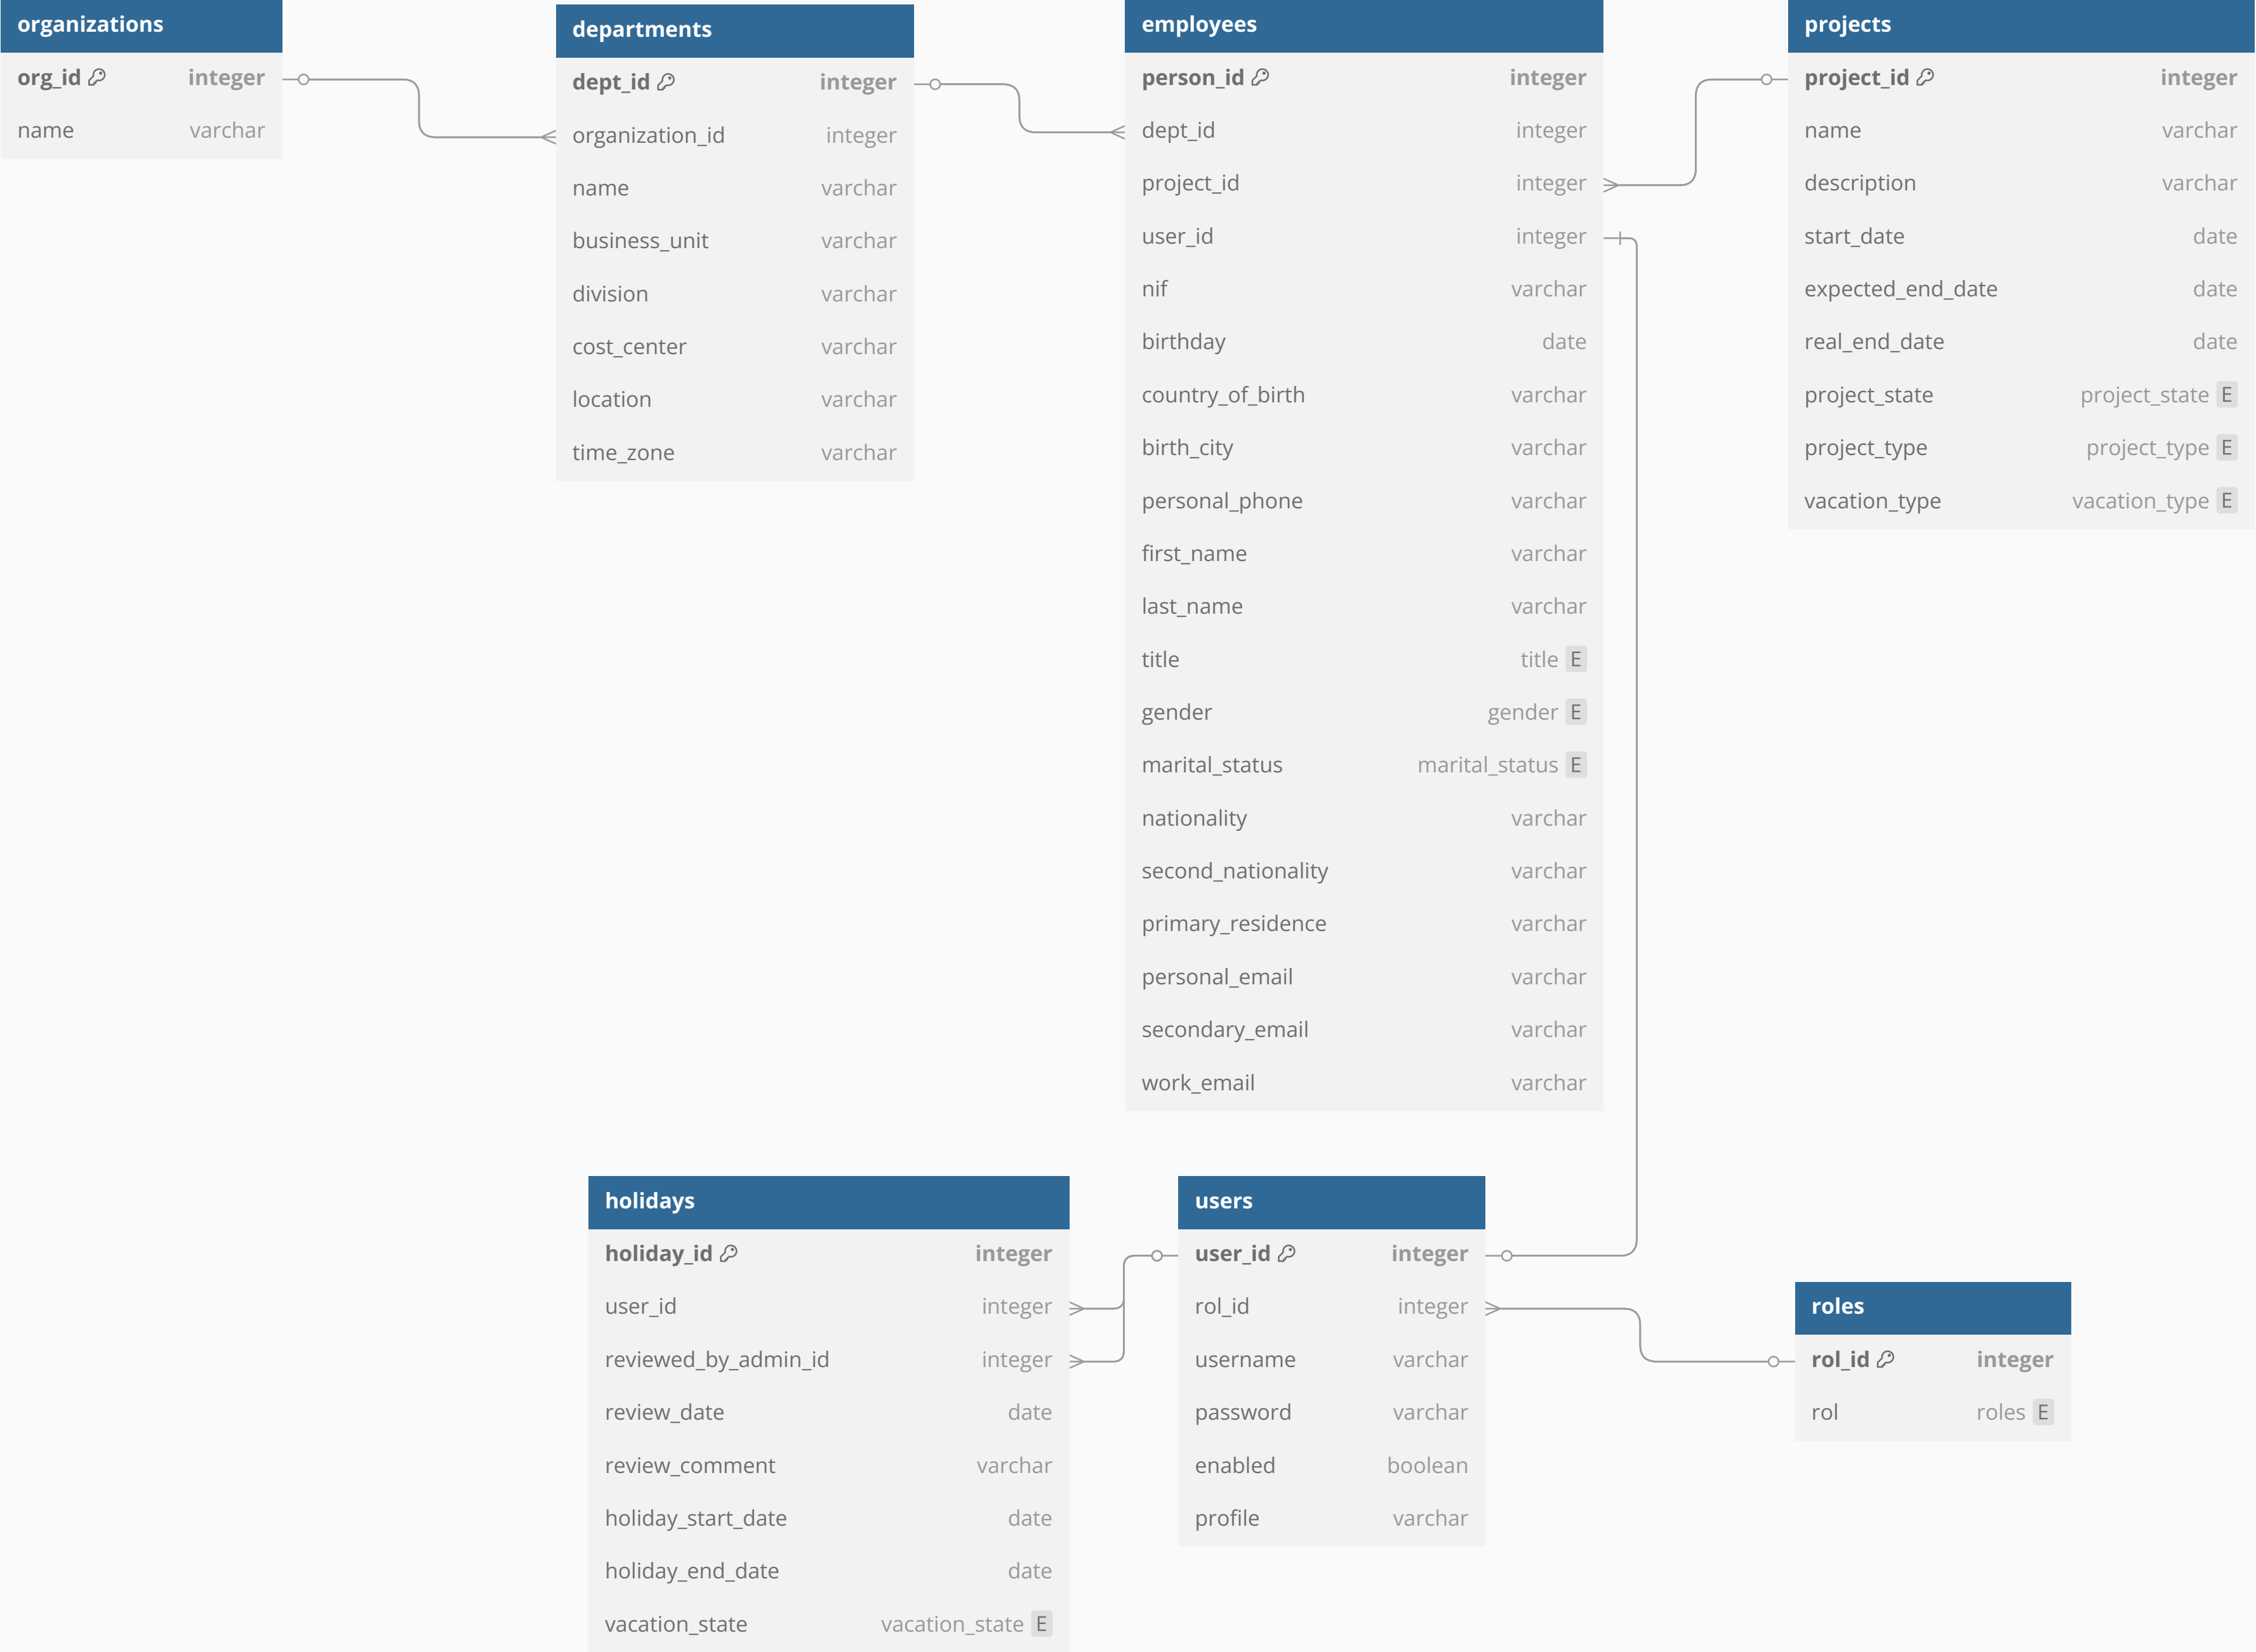 organizations
org_id integer
name varchar
departments
dept_id integer
organization_id integer
name varchar
business_unit varchar
division varchar
cost_center varchar
location varchar
time_zone varchar
employees
person_id integer
dept_id integer
project_id integer
user_id integer
nif varchar
birthday date
country_of_birth varchar
birth_city varchar
personal_phone varchar
first_name varchar
last_name varchar
title title E
gender gender E
marital_status marital_status E
nationality varchar
second_nationality varchar
primary_residence varchar
personal_email varchar
secondary_email varchar
work_email varchar
projects
project_id integer
name varchar
description varchar
start_date date
expected_end_date date
real_end_date date
project_state project_state E
project_type project_type E
vacation_type vacation_type E
holidays
holiday_id integer
user_id integer
reviewed_by_admin_id integer
review_date date
review_comment varchar
holiday_start_date date
holiday_end_date date
vacation_state vacation_state E
users
user_id integer
rol_id integer
username varchar
password varchar
enabled boolean
profile varchar
roles
rol_id integer
rol roles E